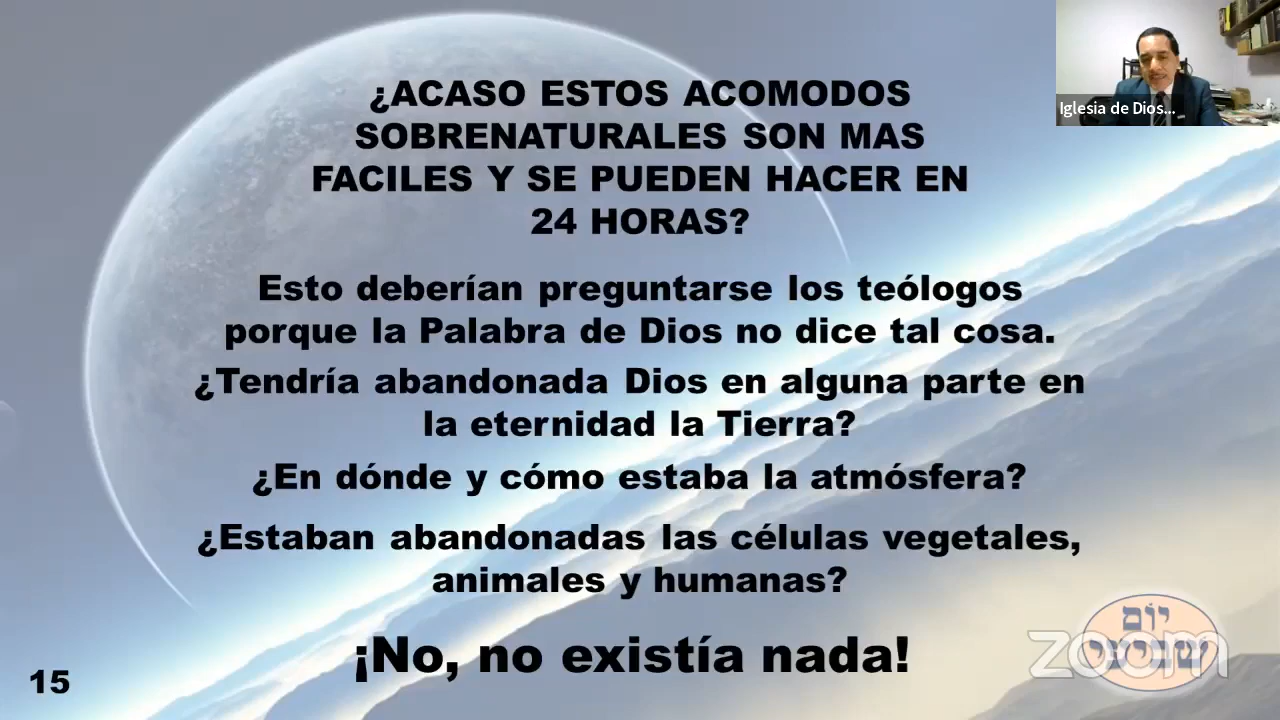 ¿ACASO ESTOS ACOMODOS
SOBRENATURALES SON MAS
FACILES Y SE PUEDEN HACER EN
24 HORAS?
Iglesia de Dios...
Esto deberían preguntarse los teólogos
porque la Palabra de Dios no dice tal cosa.
¿Tendría abandonada Dios en alguna parte en
la eternidad la Tierra?
¿En dónde y cómo estaba la atmósfera?
¿Estaban abandonadas las células vegetales,
animales y humanas?
¡No, no existía nada!
15
יוֹם
שביעי
zoom